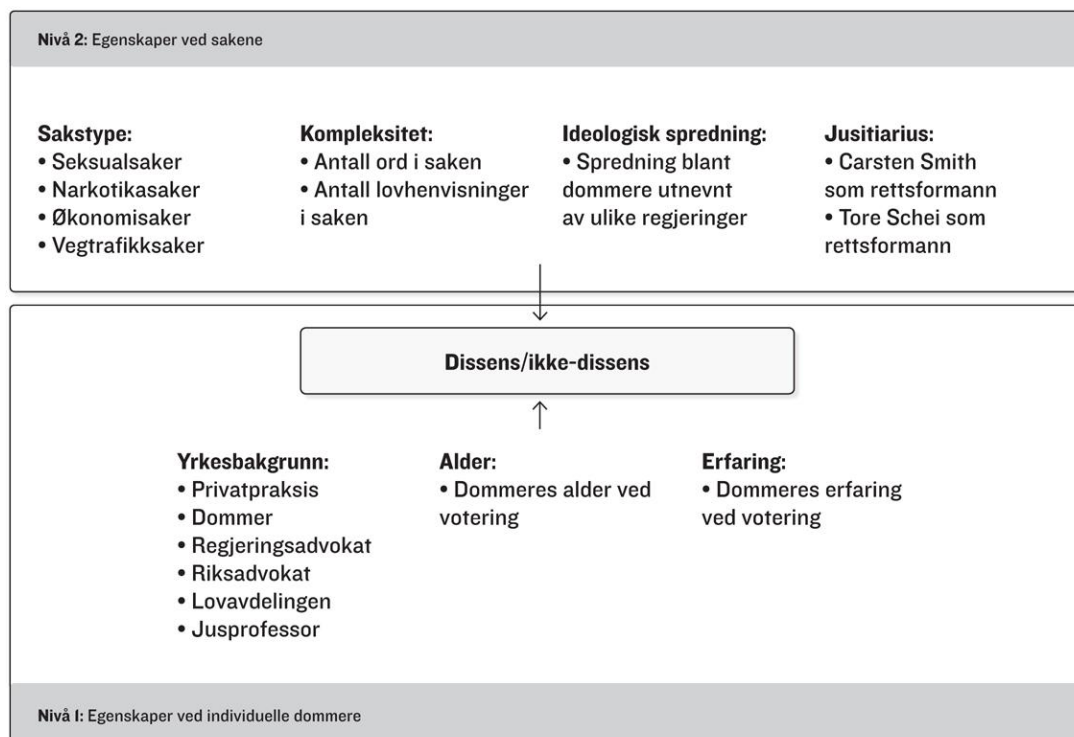 Nivå 2: Egenskaper ved sakene
Sakstype:
• Seksualsaker
• Narkotikasaker
• Økonomisaker
• Vegtrafikksaker
Kompleksitet:
• Antall ord i saken
• Antall lovhenvisninger
i saken
Ideologisk spredning:
• Spredning blant
dommere utnevnt
av ulike regjeringer
Jusitiarius:
• Carsten Smith
som rettsformann
• Tore Schei som
rettsformann
Dissens/ikke-dissens
Yrkesbakgrunn:
• Privatpraksis
• Dommer
• Regjeringsadvokat
• Riksadvokat
• Lovavdelingen
• Jusprofessor
Alder:
• Dommeres alder ved
votering
Erfaring:
• Dommeres erfaring
ved votering
Nivå 1: Egenskaper ved individuelle dommere